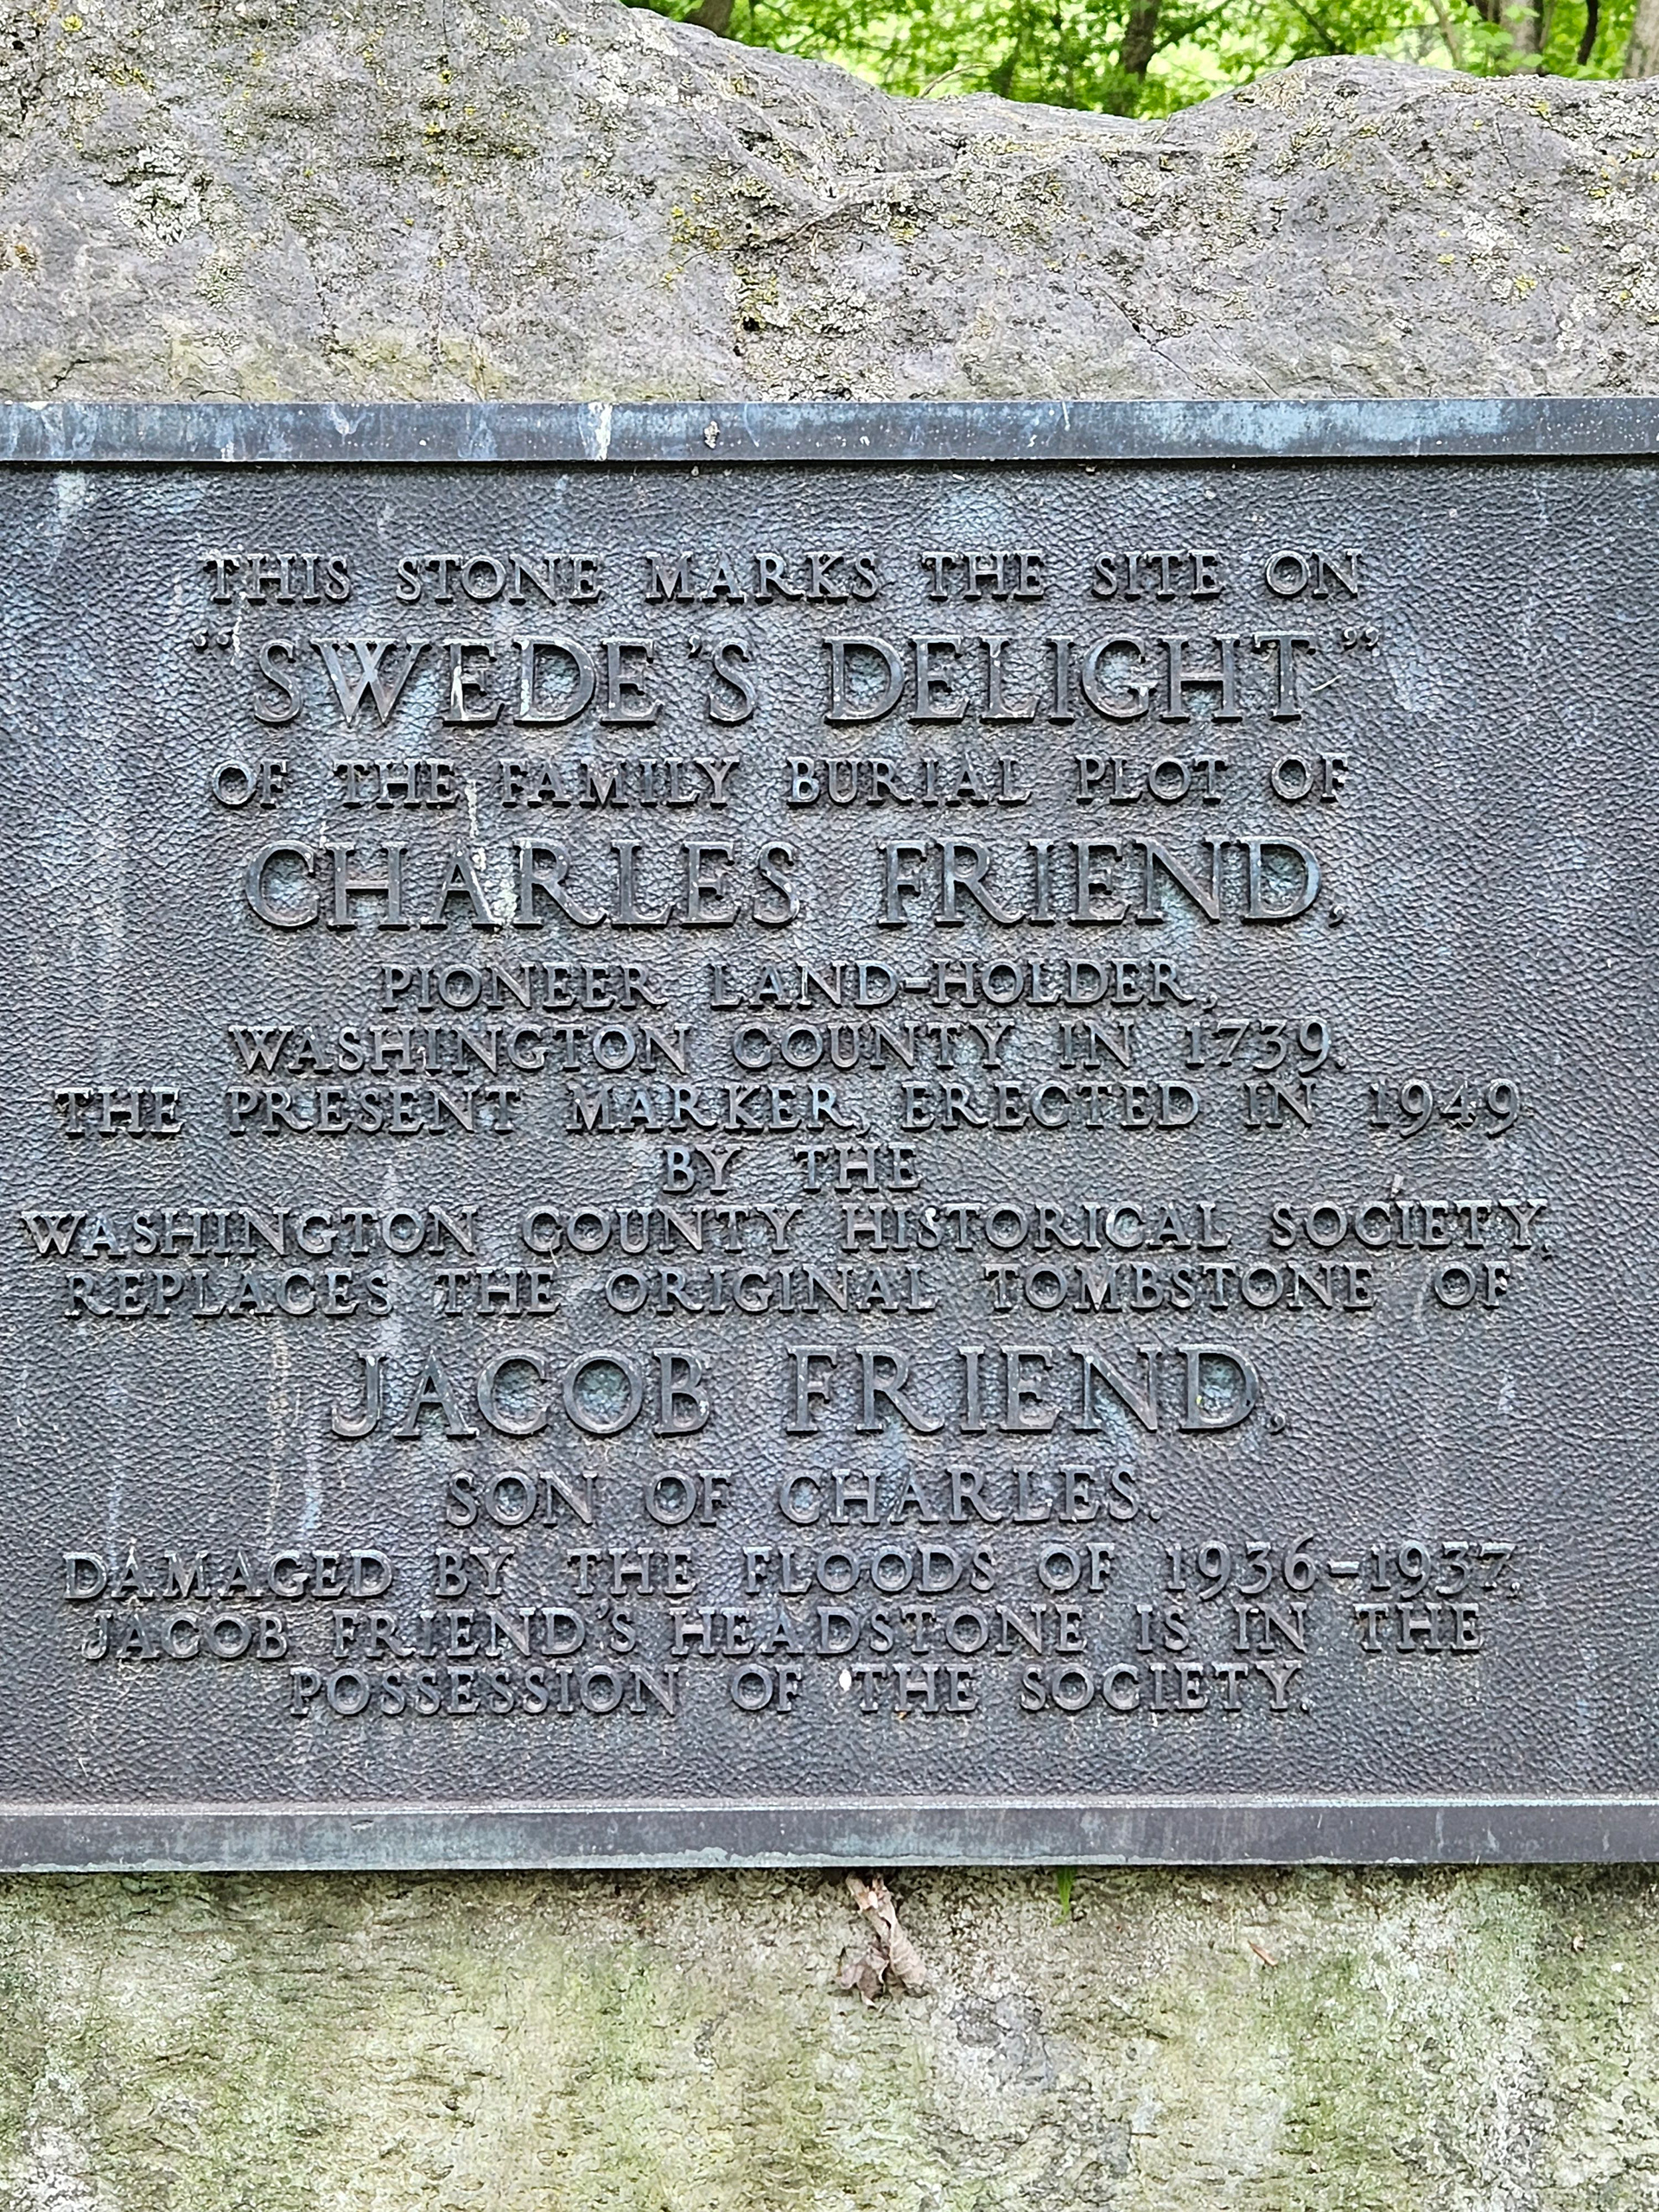 THIS STONE MARKS THE SITE ON
“SWEDE'S DELIGHT”
OF THE FAMILY BURIAL PLOT OF
CHARLES FRIEND,
PIONEER LAND-HOLDER,
WASHINGTON COUNTY IN 1739.
THE PRESENT MARKER, ERECTED IN 1949
BY THE
WASHINGTON COUNTY HISTORICAL SOCIETY,
REPLACES THE ORIGINAL TOMBSTONE OF
JACOB FRIEND,
SON OF CHARLES.
DAMAGED BY THE FLOODS OF 1936-1937,
JACOB FRIEND'S HEADSTONE IS IN THE
POSSESSION OF THE SOCIETY.